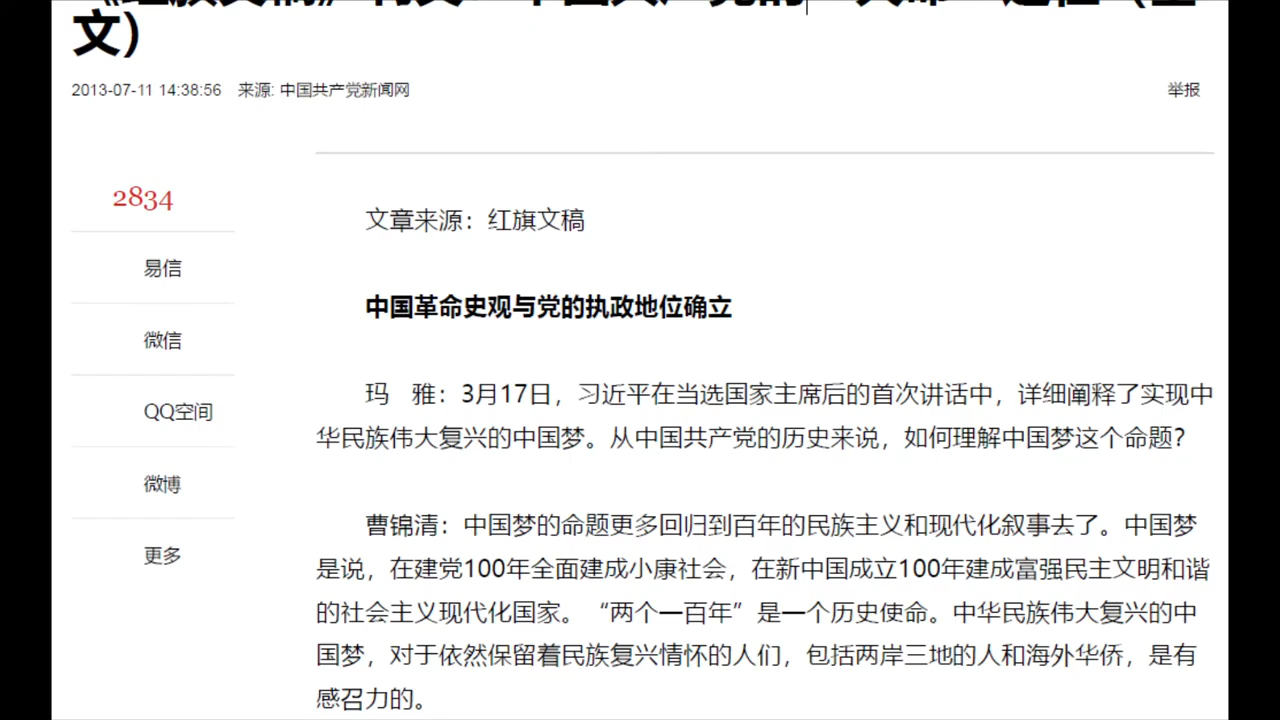 文）
2013-07-11 14:38:56 来源: 中国共产党新闻网
举报
2834
易信
微信
QQ空间
微博
更多
文章来源：红旗文稿
中国革命史观与党的执政地位确立
玛　雅：3月17日，习近平在当选国家主席后的首次讲话中，详细阐释了实现中
华民族伟大复兴的中国梦。从中国共产党的历史来说，如何理解中国梦这个命题？
曹锦清：中国梦的命题更多回归到百年的民族主义和现代化叙事去了。中国梦
是说，在建党100年全面建成小康社会，在新中国成立100年建成富强民主文明和谐
的社会主义现代化国家。“两个一百年”是一个历史使命。中华民族伟大复兴的中
国梦，对于依然保留着民族复兴情怀的人们，包括两岸三地的人和海外华侨，是有
感召力的。